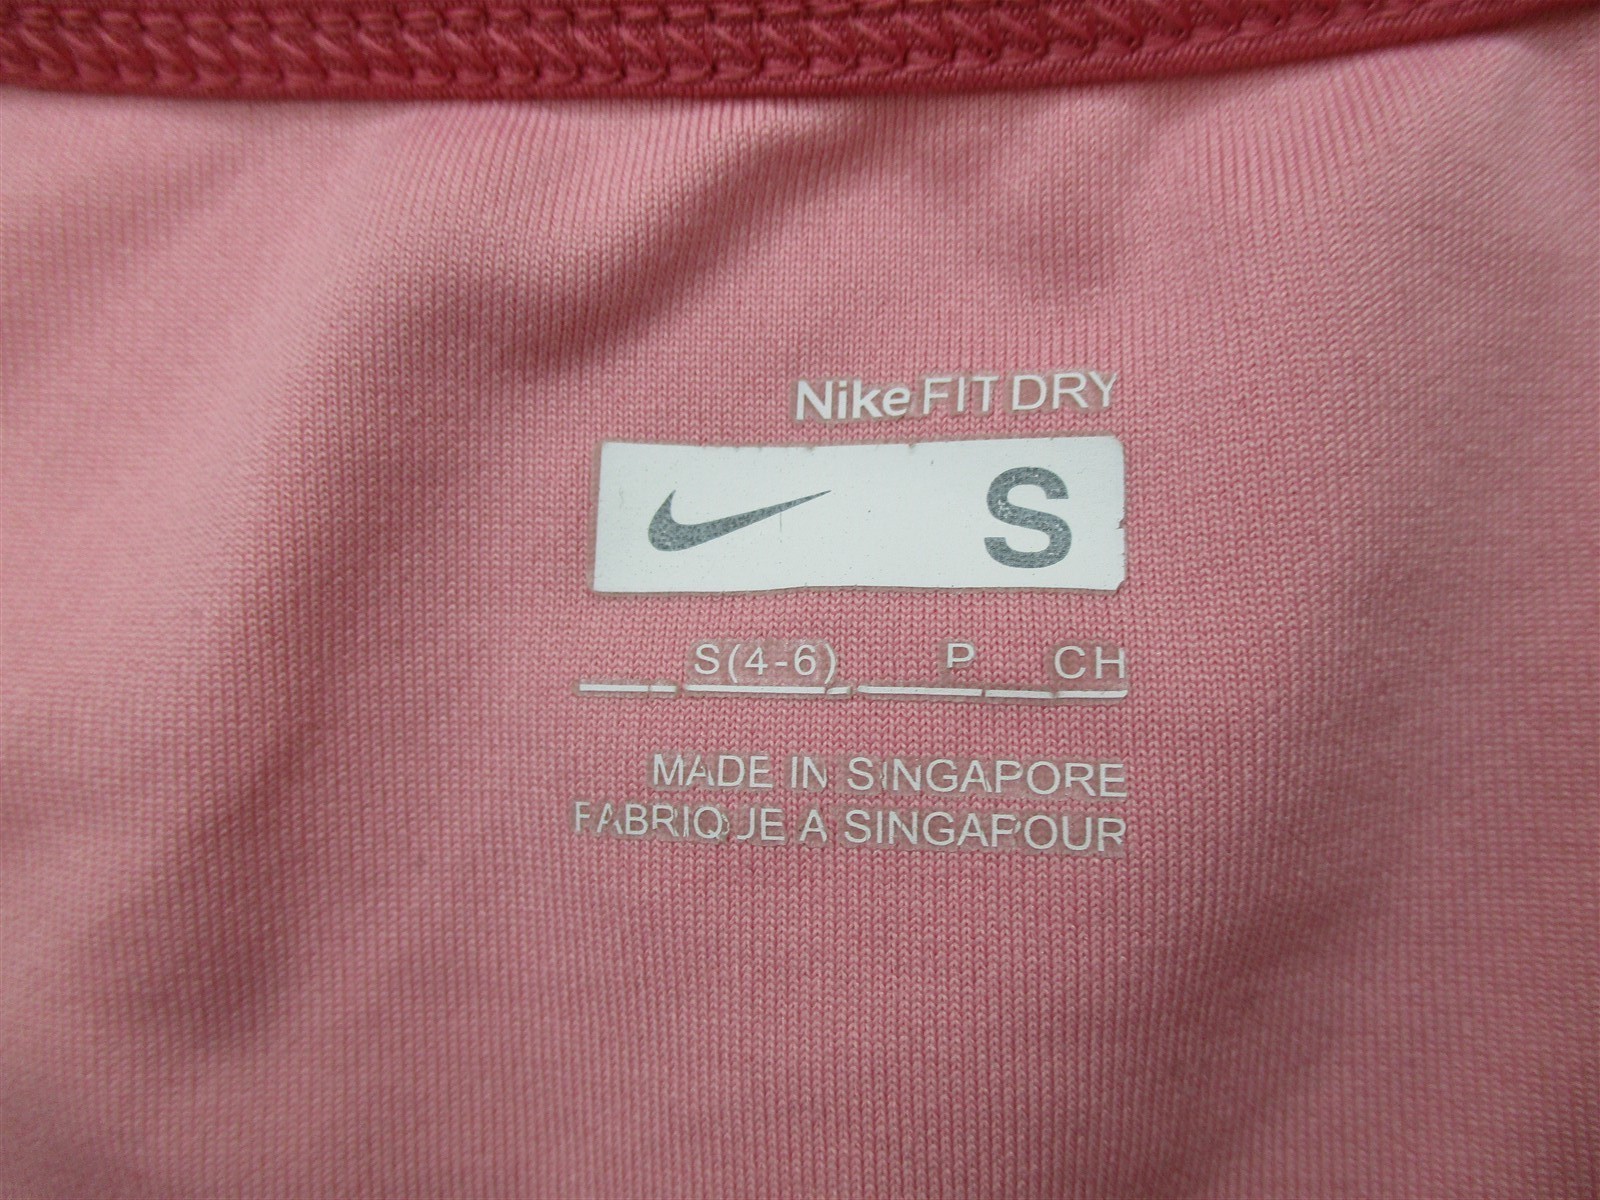 Nike FIT DRY
S
S(4-6) P CH
MADE IN SINGAPORE
FABRIQUE A SINGAPOUR